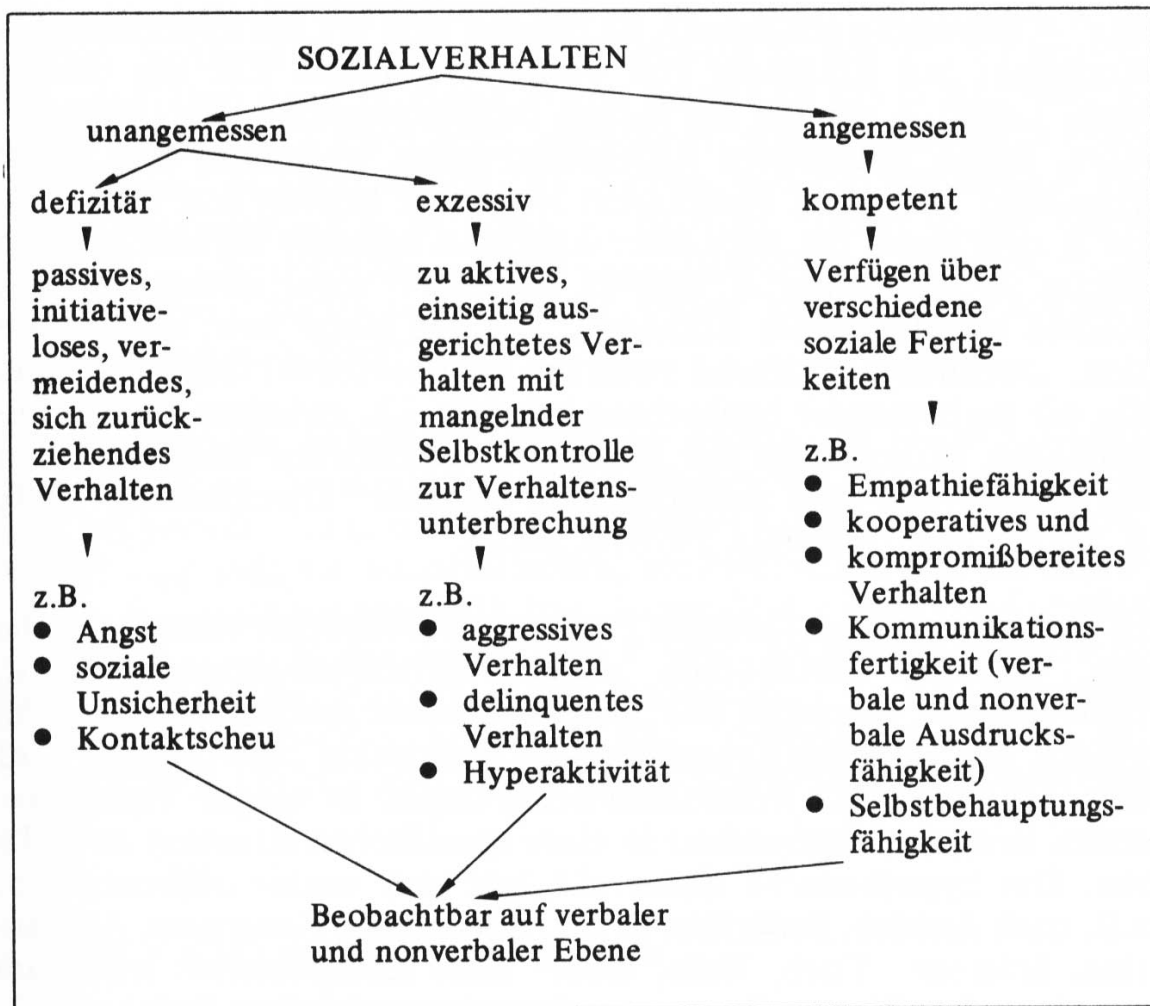 SOZIALVERHALTEN
unangemessen
angemessen
defizitär
exzessiv
kompetent
passives,
initiative-
loses, ver-
meidendes,
sich zurück-
ziehendes
Verhalten
z.B.
● Angst
● soziale
Unsicherheit
● Kontaktscheu
zu aktives,
einseitig aus-
gerichtetes Ver-
halten mit
mangelnder
Selbstkontrolle
zur Verhaltens-
unterbrechung
z.B.
● aggressives
Verhalten
● delinquentes
Verhalten
● Hyperaktivität
Verfügen über
verschiedene
soziale Fertig-
keiten
z.B.
● Empathiefähigkeit
● kooperatives und
● kompromißbereites
Verhalten
● Kommunikations-
fertigkeit (ver-
bale und nonver-
bale Ausdrucks-
fähigkeit)
● Selbstbehauptungs-
fähigkeit
Beobachtbar auf verbaler
und nonverbaler Ebene